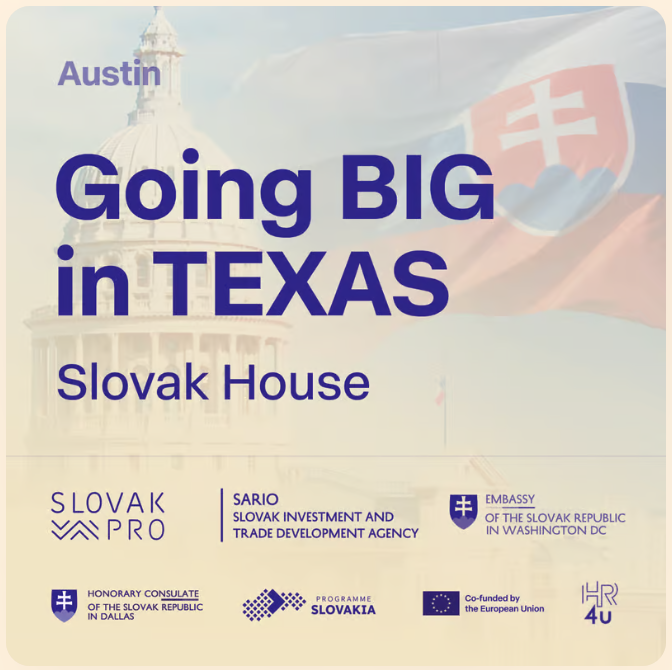 Austin
Going BIG
in TEXAS
Slovak House
SLOVAK
PRO
SARIO
SLOVAK INVESTMENT AND
TRADE DEVELOPMENT AGENCY
EMBASSY
OF THE SLOVAK REPUBLIC
IN WASHINGTON DC
HONORARY CONSULATE
OF THE SLOVAK REPUBLIC
IN DALLAS
PROGRAMME
SLOVAKIA
Co-funded by
the European Union
HR
4U